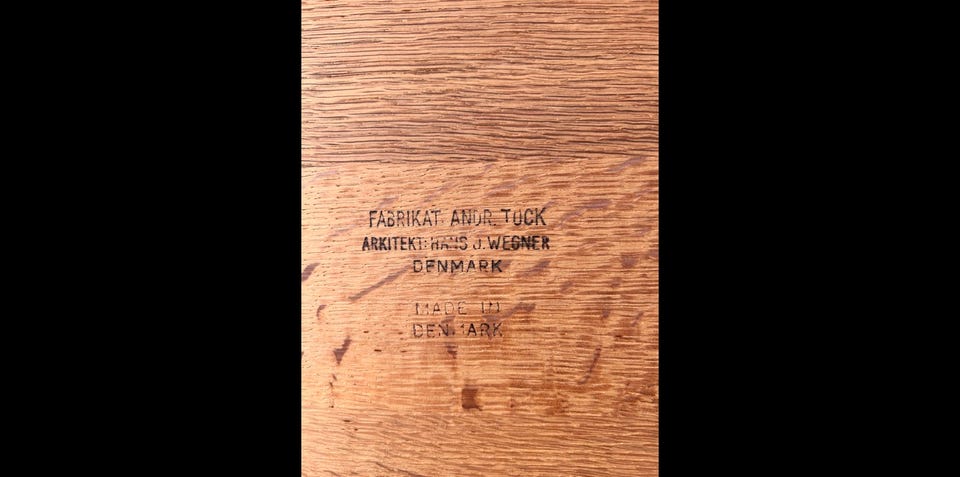 FABRIKAT: ANDR. TUCK
ARKITEKT: HANS J. WEGNER
DENMARK
MADE IN
DENMARK